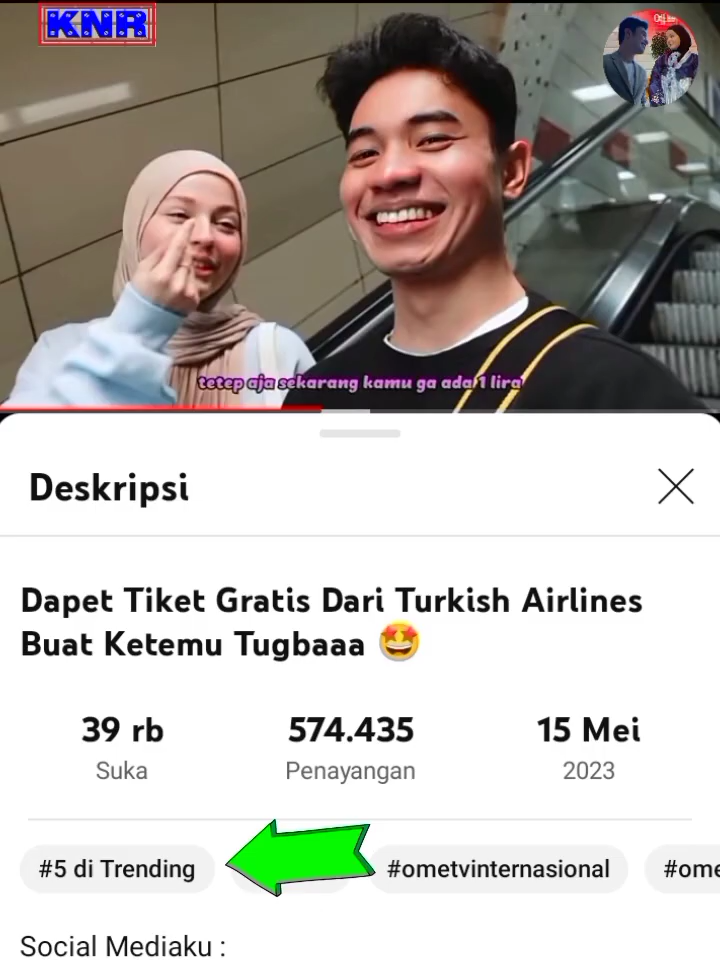 KNR
tetep aja sekarang kamu ga ada 1 lira
Deskripsi
Dapet Tiket Gratis Dari Turkish Airlines
Buat Ketemu Tugbaaa 🤩
39 rb 574.435 15 Mei
Suka Penayangan 2023
#5 di Trending #ometvinternasional #ome
Social Mediaku :